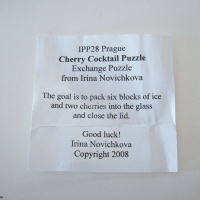 IPP28 Prague
Cherry Cocktail Puzzle
Exchange Puzzle
from Irina Novichkova
The goal is to pack six blocks of ice
and two cherries into the glass
and close the lid.
Good luck!
Irina Novichkova
Copyright 2008